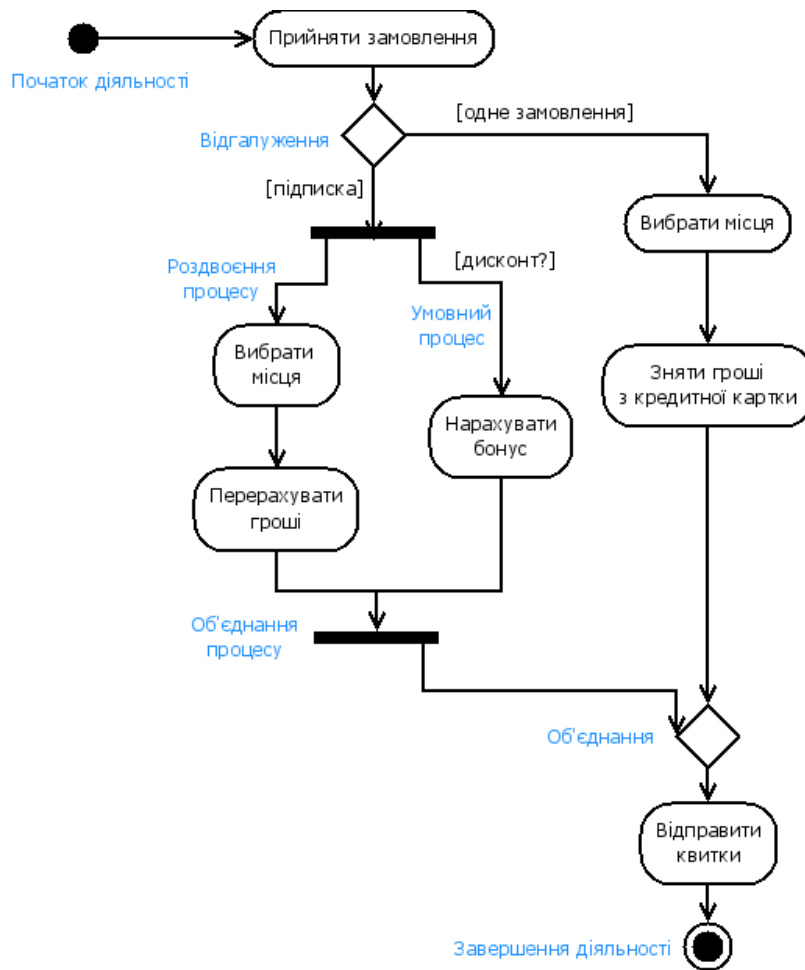 Прийняти замовлення
Початок діяльності
[одне замовлення]
Відгалуження
[підписка]
Вибрати місця
[дисконт?]
Роздвоєння
процесу
Умовний
процес
Вибрати
місця
Зняти гроші
з кредитної картки
Нарахувати
бонус
Перерахувати
гроші
Об'єднання
процесу
Об'єднання
Відправити
квитки
Завершення діяльності